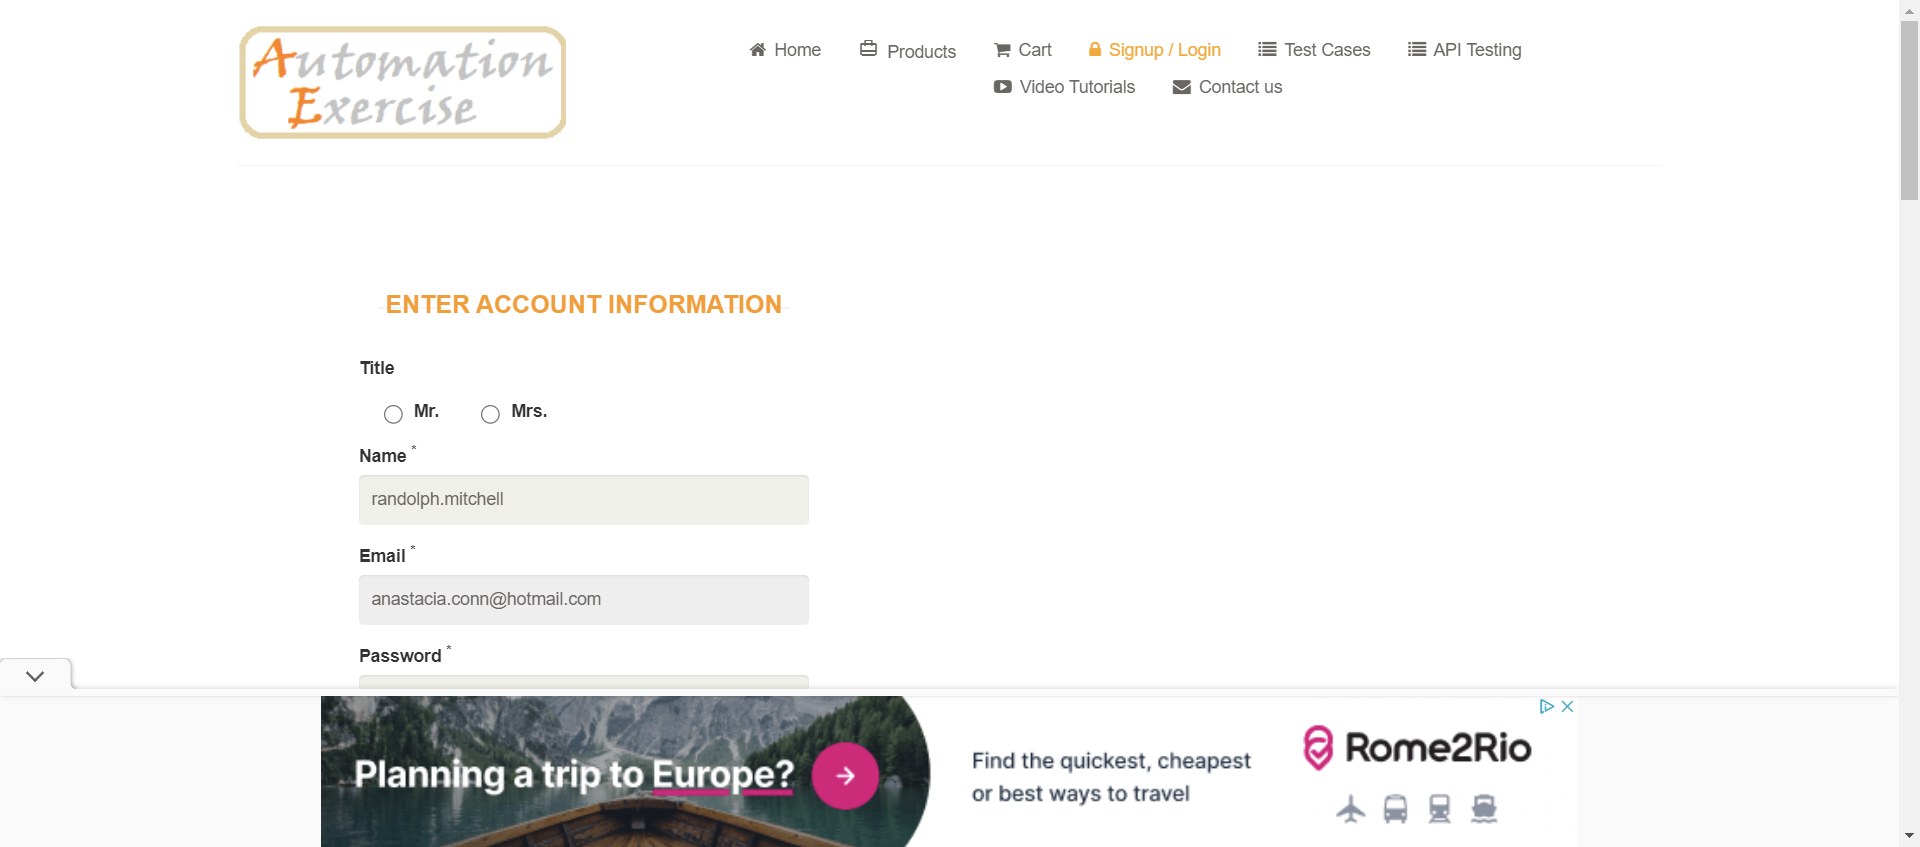 Automation
Exercise
Home
Products
Cart
Signup / Login
Test Cases
API Testing
Video Tutorials
Contact us
ENTER ACCOUNT INFORMATION
Title
Mr.
Mrs.
Name *
randolph.mitchell
Email *
anastacia.conn@hotmail.com
Password *
Planning a trip to Europe?
Find the quickest, cheapest
or best ways to travel
Rome2Rio